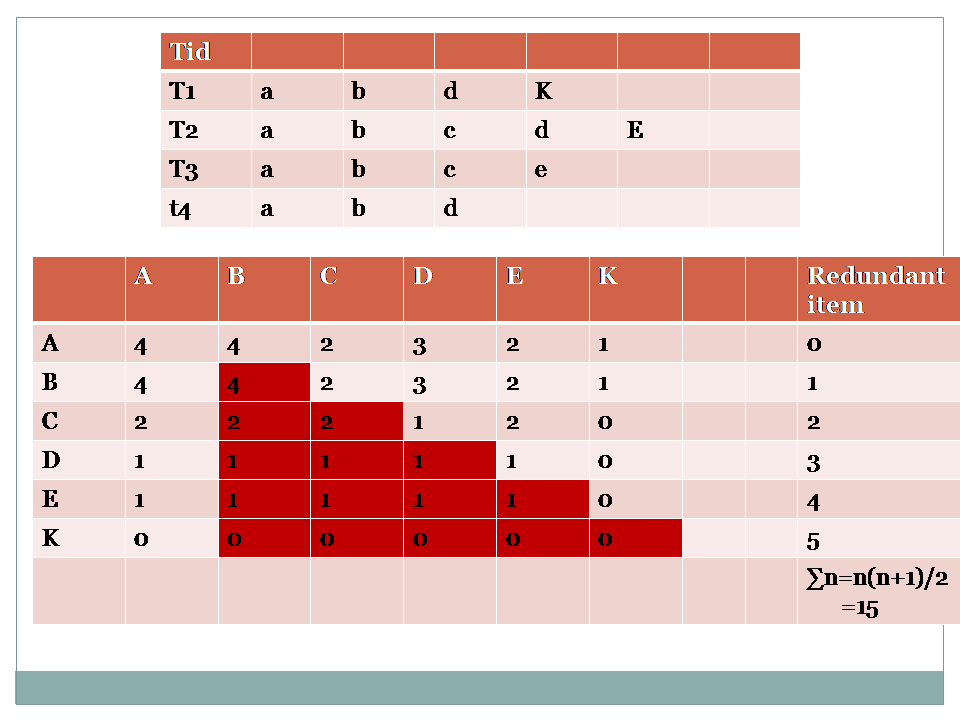 Tid
T1 a b d K
T2 a b c d E
T3 a b c e
t4 a b d
A B C D E K Redundant
item
A 4 4 2 3 2 1 0
B 4 4 2 3 2 1 1
C 2 2 2 1 2 0 2
D 1 1 1 1 1 0 3
E 1 1 1 1 1 0 4
K 0 0 0 0 0 0 5
∑n=n(n+1)/2
=15